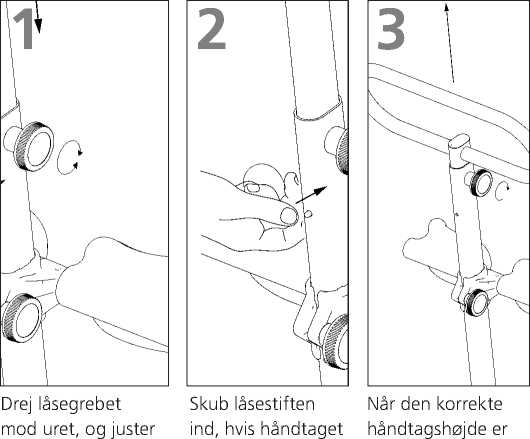 1
2
3
Drej låsegrebet
mod uret, og juster
Skub låsestiften
ind, hvis håndtaget
Når den korrekte
håndtagshøjde er